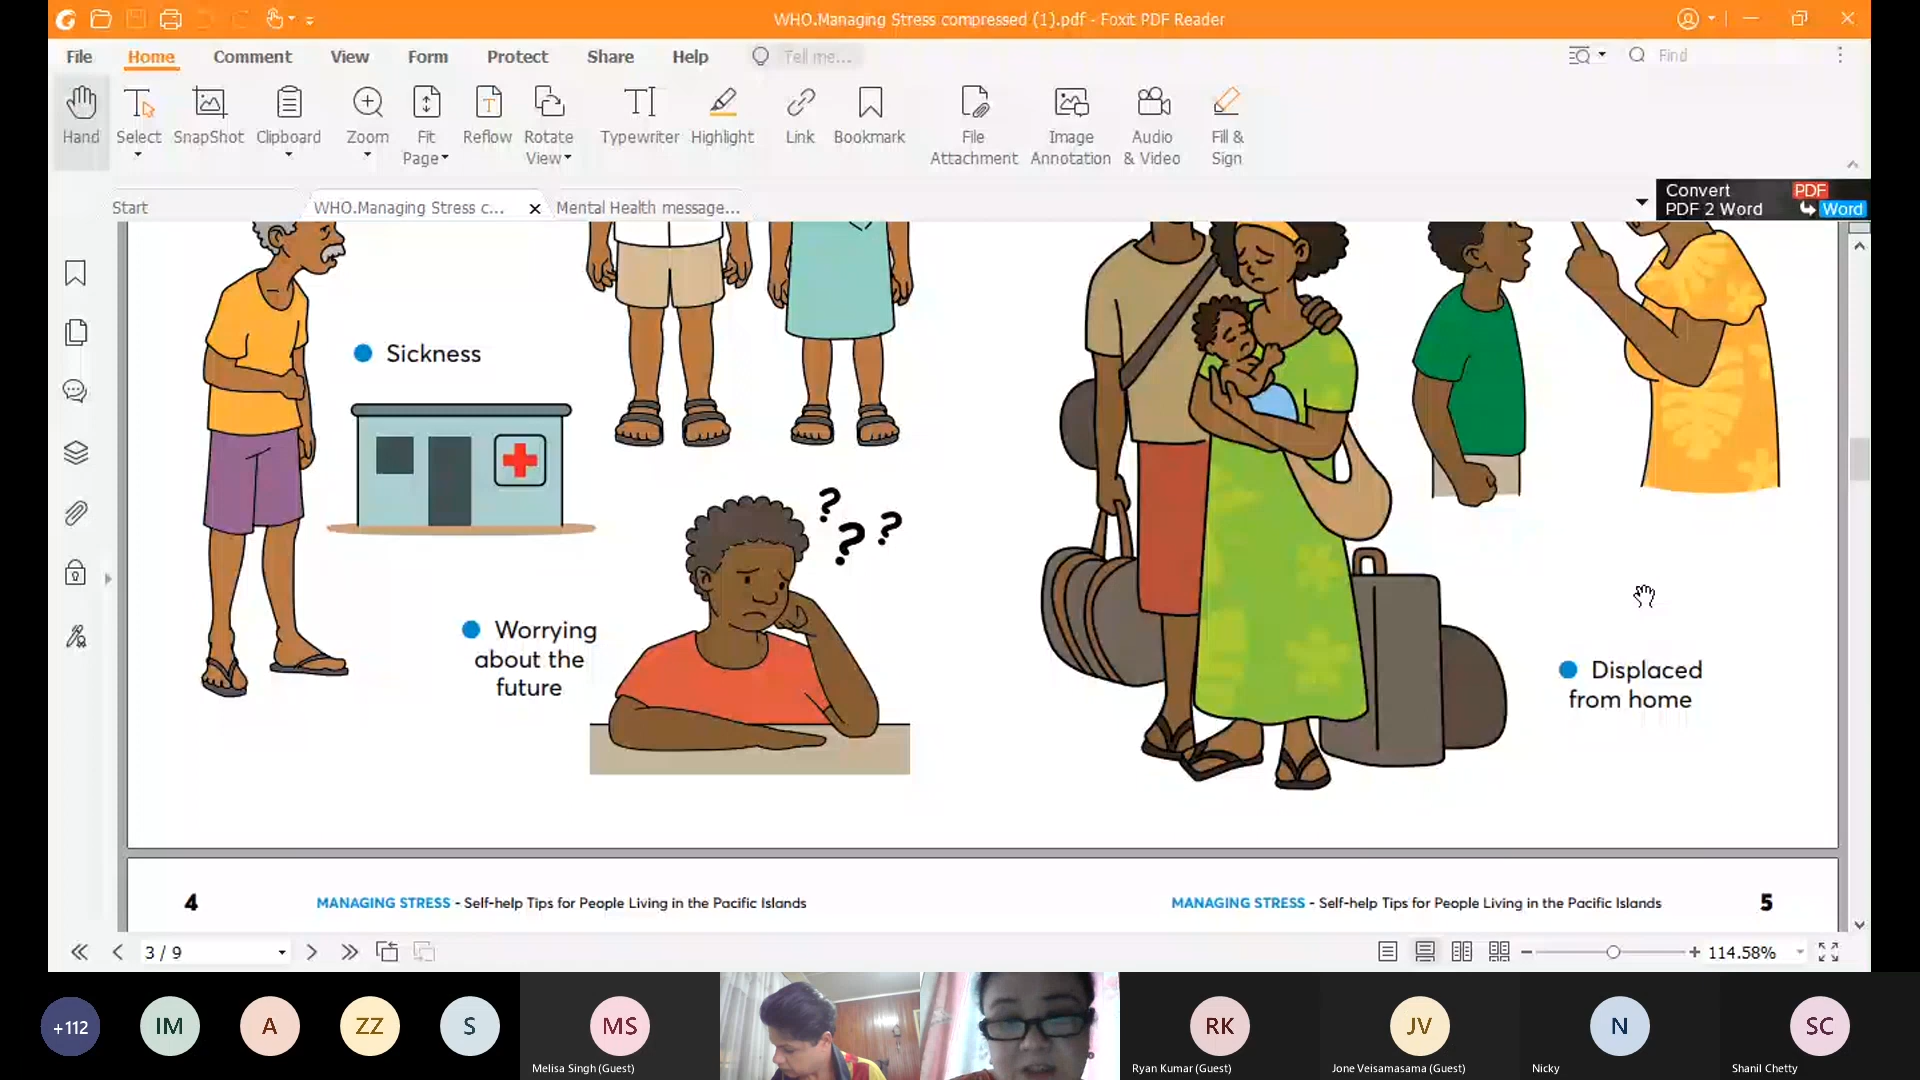 WHO.Managing Stress compressed (1).pdf - Foxit PDF Reader
File Home Comment View Form Protect Share Help Tell me... Find
Hand Select SnapShot Clipboard Zoom Fit Page Reflow Rotate View Typewriter Highlight Link Bookmark File Attachment Image Annotation Audio & Video Fill & Sign
Start WHO.Managing Stress c... Mental Health message...
Convert PDF
PDF 2 Word Word
Sickness
? ? ?
Worrying
about the
future
Displaced
from home
4 MANAGING STRESS - Self-help Tips for People Living in the Pacific Islands
MANAGING STRESS - Self-help Tips for People Living in the Pacific Islands 5
3 / 9 114.58%
+112 IM A ZZ S MS RK JV N SC
Melisa Singh (Guest) Ryan Kumar (Guest) Jone Veisamasama (Guest) Nicky Shanil Chetty